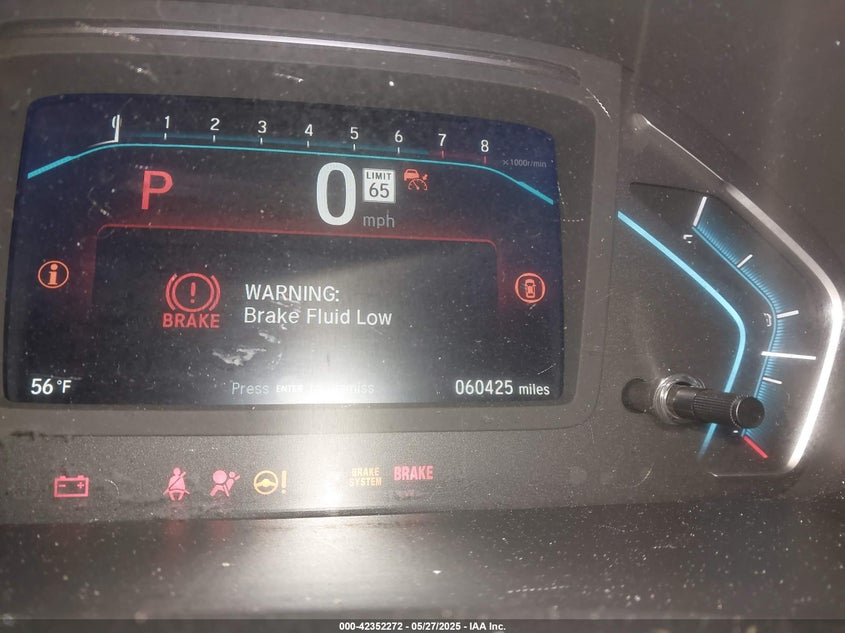 0 1 2 3 4 5 6 7 8
x1000r/min
P 0 mph
LIMIT
65
WARNING:
BRAKE
Brake Fluid Low
56 °F
Press ENTER
060425 miles
BRAKE
SYSTEM
BRAKE
000-42352272 - 05/27/2025 - IAA Inc.